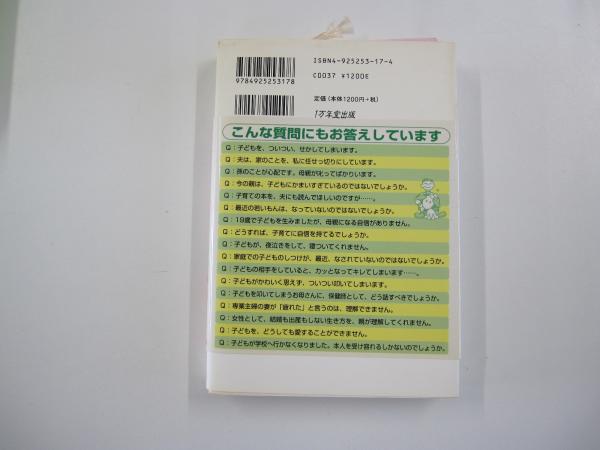 ISBN4-925253-17-4
C0037 ¥1200E
9784925253178
定価(本体1200円+税)
1万年堂出版
こんな質問にもお答えしています
Q:子どもを、ついつい、せかしてしまいます。
Q:夫は、家のことを、私に任せっ切りにしています。
Q:孫のことが心配です。母親が叱ってばかりいます。
Q:今の親は、子どもにかまいすぎているのではないでしょうか。
Q:子育ての本を、夫にも読んでほしいのですが……。
Q:最近の若いもんは、なっていないのではないでしょうか。
Q:19歳で子どもを生みましたが、母親になる自信がありません。
Q:どうすれば、子育てに自信を持てるでしょうか。
Q:子どもが、夜泣きをして、寝ついてくれません。
Q:家庭での子どものしつけが、最近、なされていないのではないでしょうか。
Q:子どもの相手をしていると、カッとなってキレてしまいます……。
Q:子どもがかわいく思えず、ついつい叩いてしまいます。
Q:子どもを叩いてしまうお母さんに、保健師として、どう話すべきでしょうか。
Q:専業主婦の妻が「疲れた」と言うのは、理解できません。
Q:女性として、結婚も出産もしない生き方を、親が理解してくれません。
Q:子どもを、どうしても愛することができません。
Q:子どもが学校へ行かなくなりました。本人を受け容れるしかないのでしょうか。